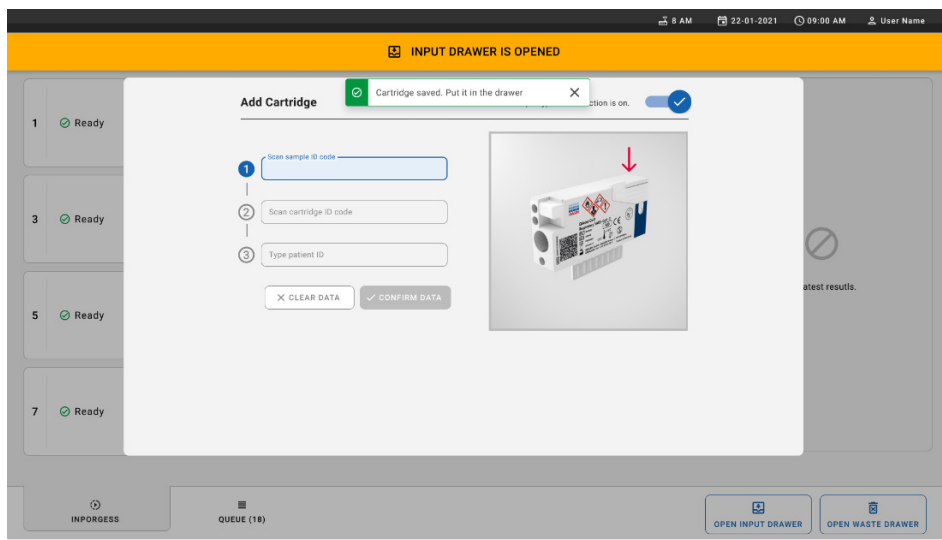 8 AM 22-01-2021 09:00 AM User Name
INPUT DRAWER IS OPENED
Cartridge saved. Put it in the drawer
Add Cartridge
is on.
1 Ready
Scan sample ID code
1
2 Scan cartridge ID code
3 Ready
3 Type patient ID
CLEAR DATA CONFIRM DATA
atest resutls.
5 Ready
7 Ready
INPORGESS
QUEUE (18)
OPEN INPUT DRAWER
OPEN WASTE DRAWER